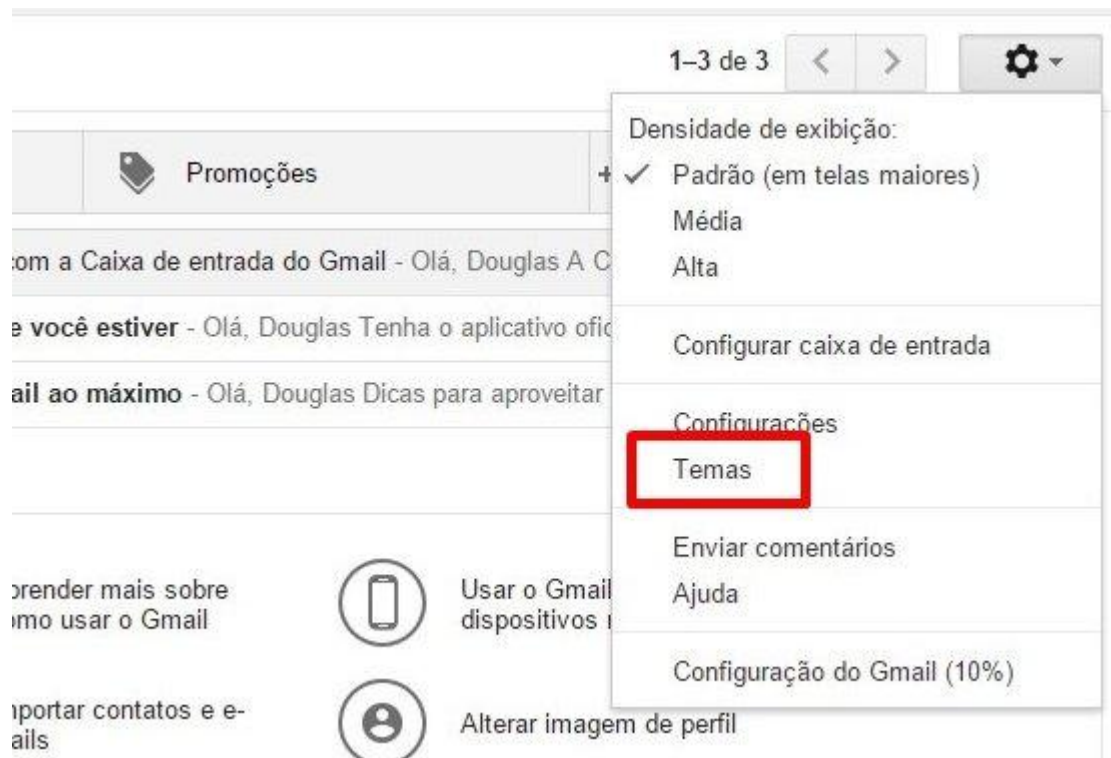 1–3 de 3
Densidade de exibição:
Padrão (em telas maiores)
Média
Alta
Configurar caixa de entrada
Configurações
Temas
Enviar comentários
Ajuda
Configuração do Gmail (10%)
Promoções
com a Caixa de entrada do Gmail - Olá, Douglas A C
e você estiver - Olá, Douglas Tenha o aplicativo ofic
ail ao máximo - Olá, Douglas Dicas para aproveitar
prender mais sobre
omo usar o Gmail
Usar o Gmail
dispositivos
mportar contatos e e-
ails
Alterar imagem de perfil